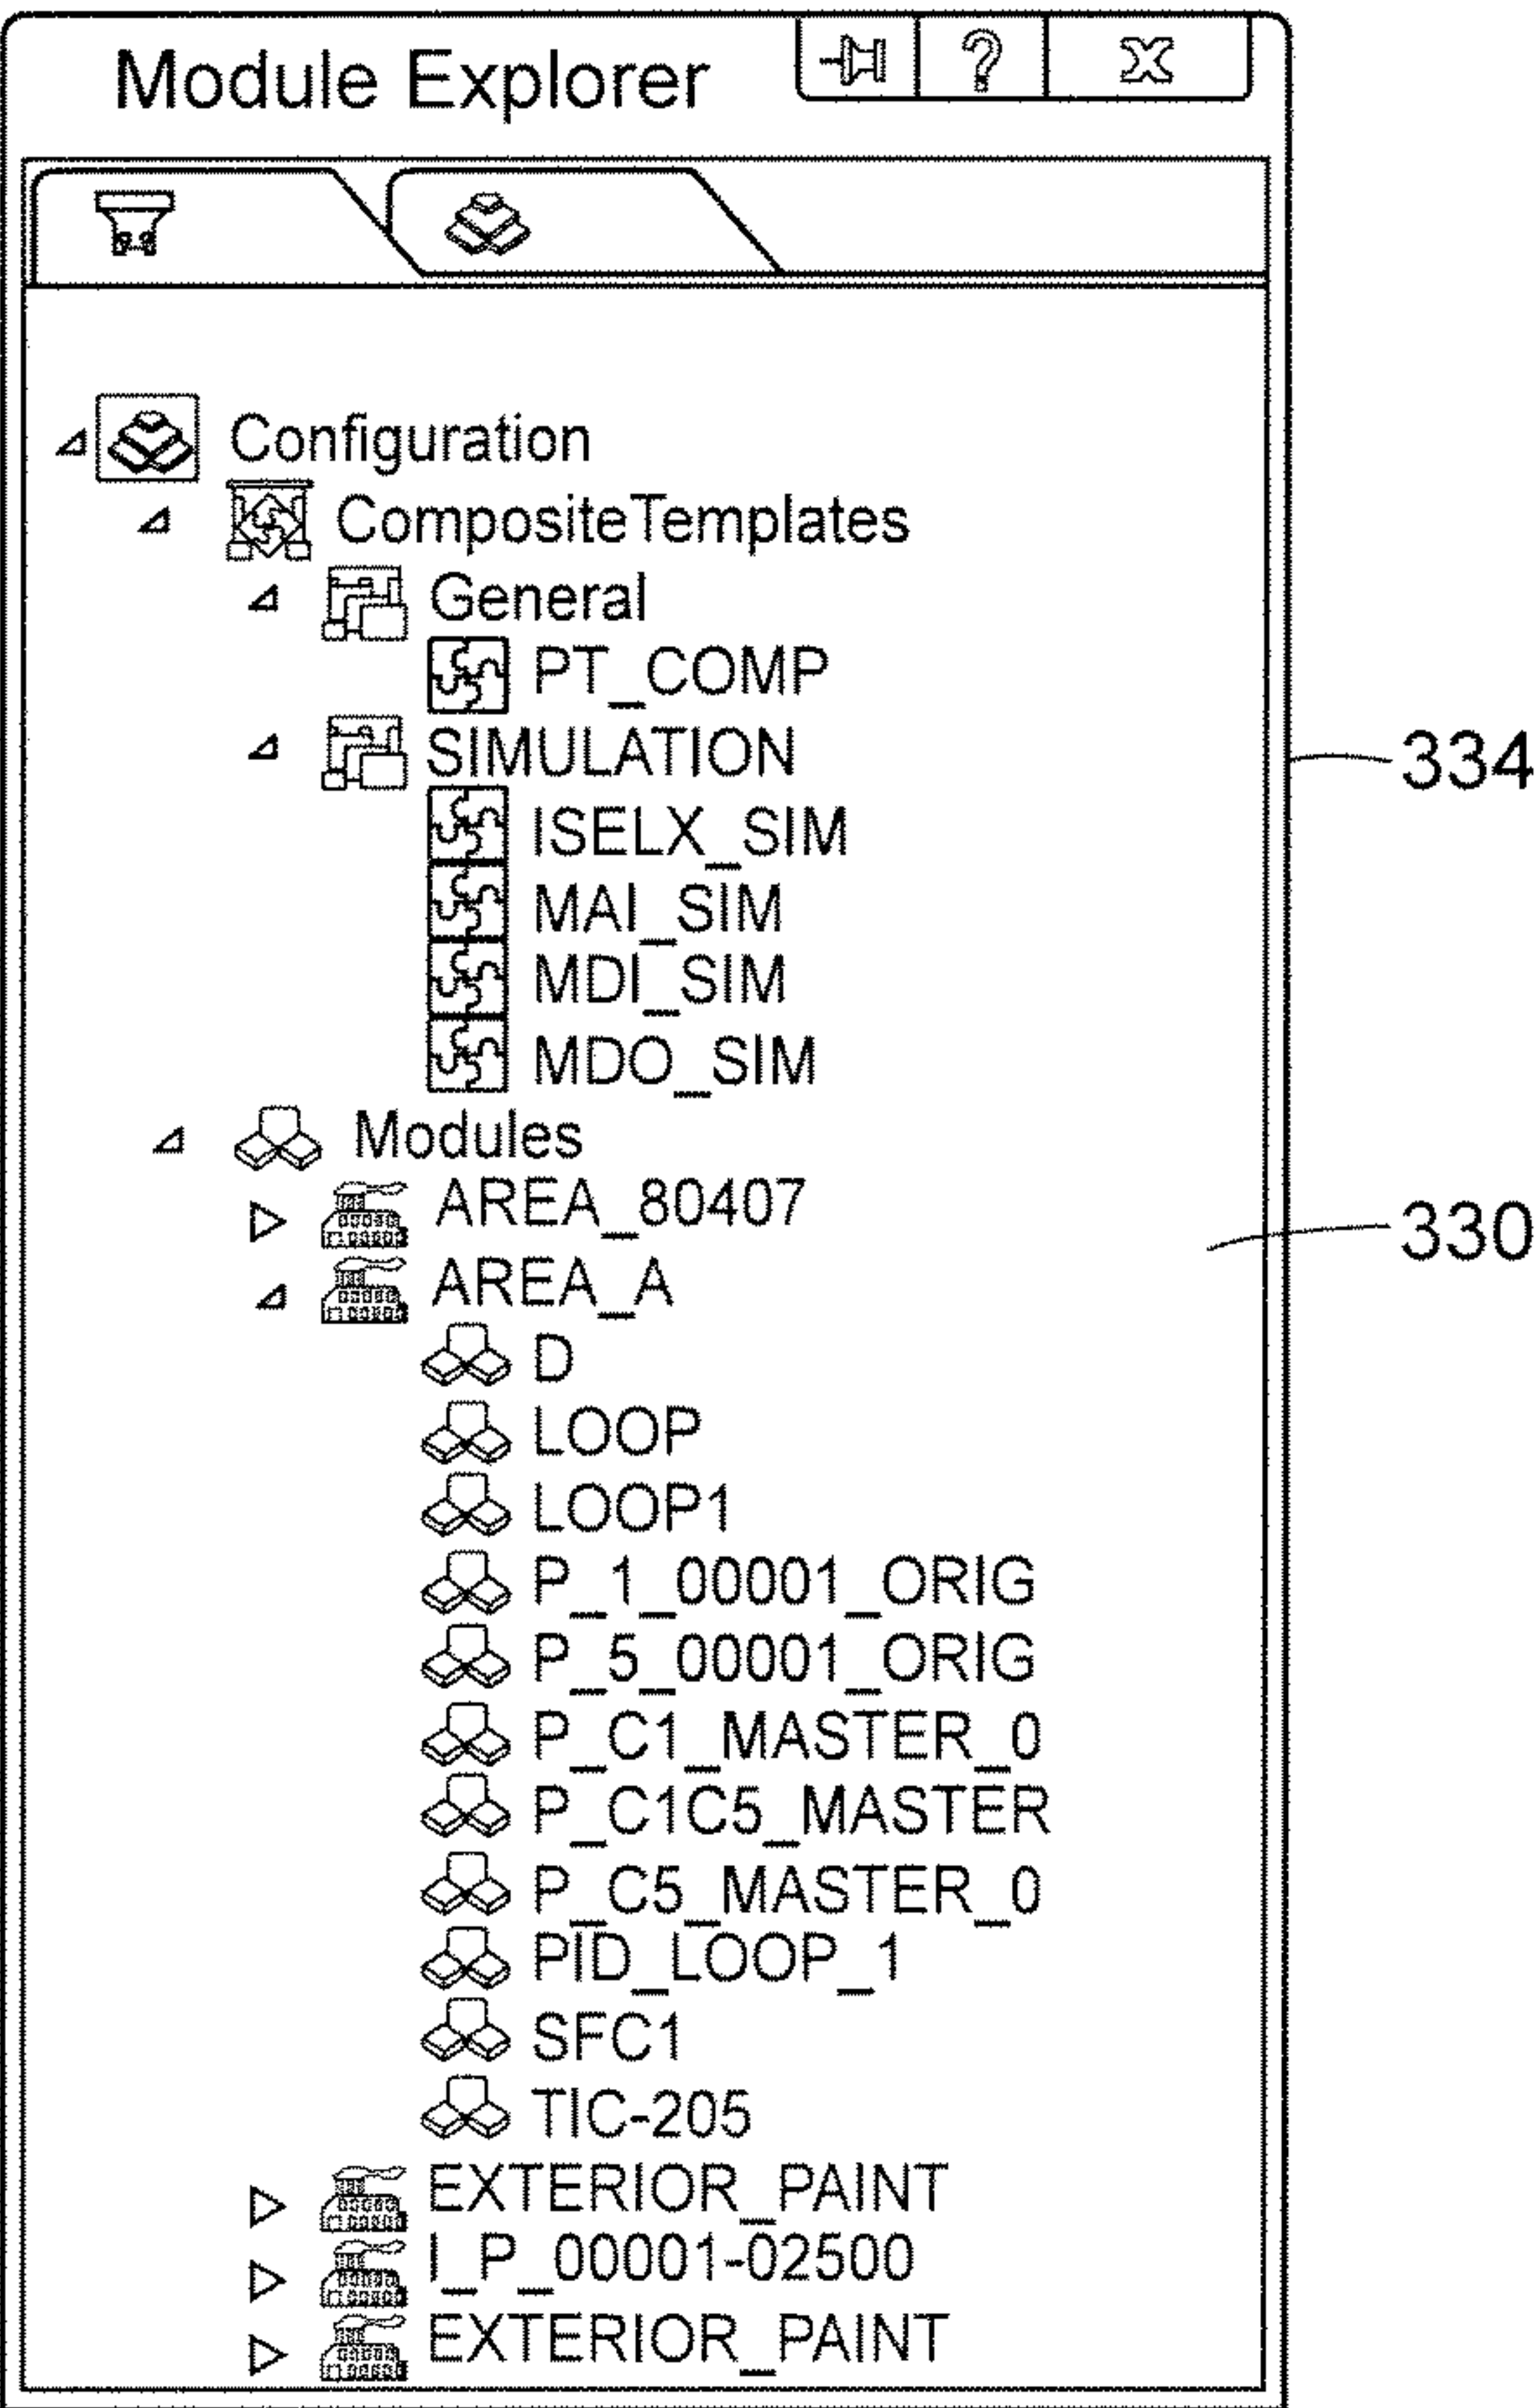 Module Explorer
?
X
Configuration
CompositeTemplates
General
PT_COMP
SIMULATION
334
ISELX_SIM
MAI_SIM
MDI_SIM
MDO_SIM
Modules
AREA_80407
330
AREA_A
D
LOOP
LOOP1
P_1_00001_ORIG
P_5_00001_ORIG
P_C1_MASTER_0
P_C1C5_MASTER
P_C5_MASTER_0
PID_LOOP_1
SFC1
TIC-205
EXTERIOR_PAINT
I_P_00001-02500
EXTERIOR_PAINT